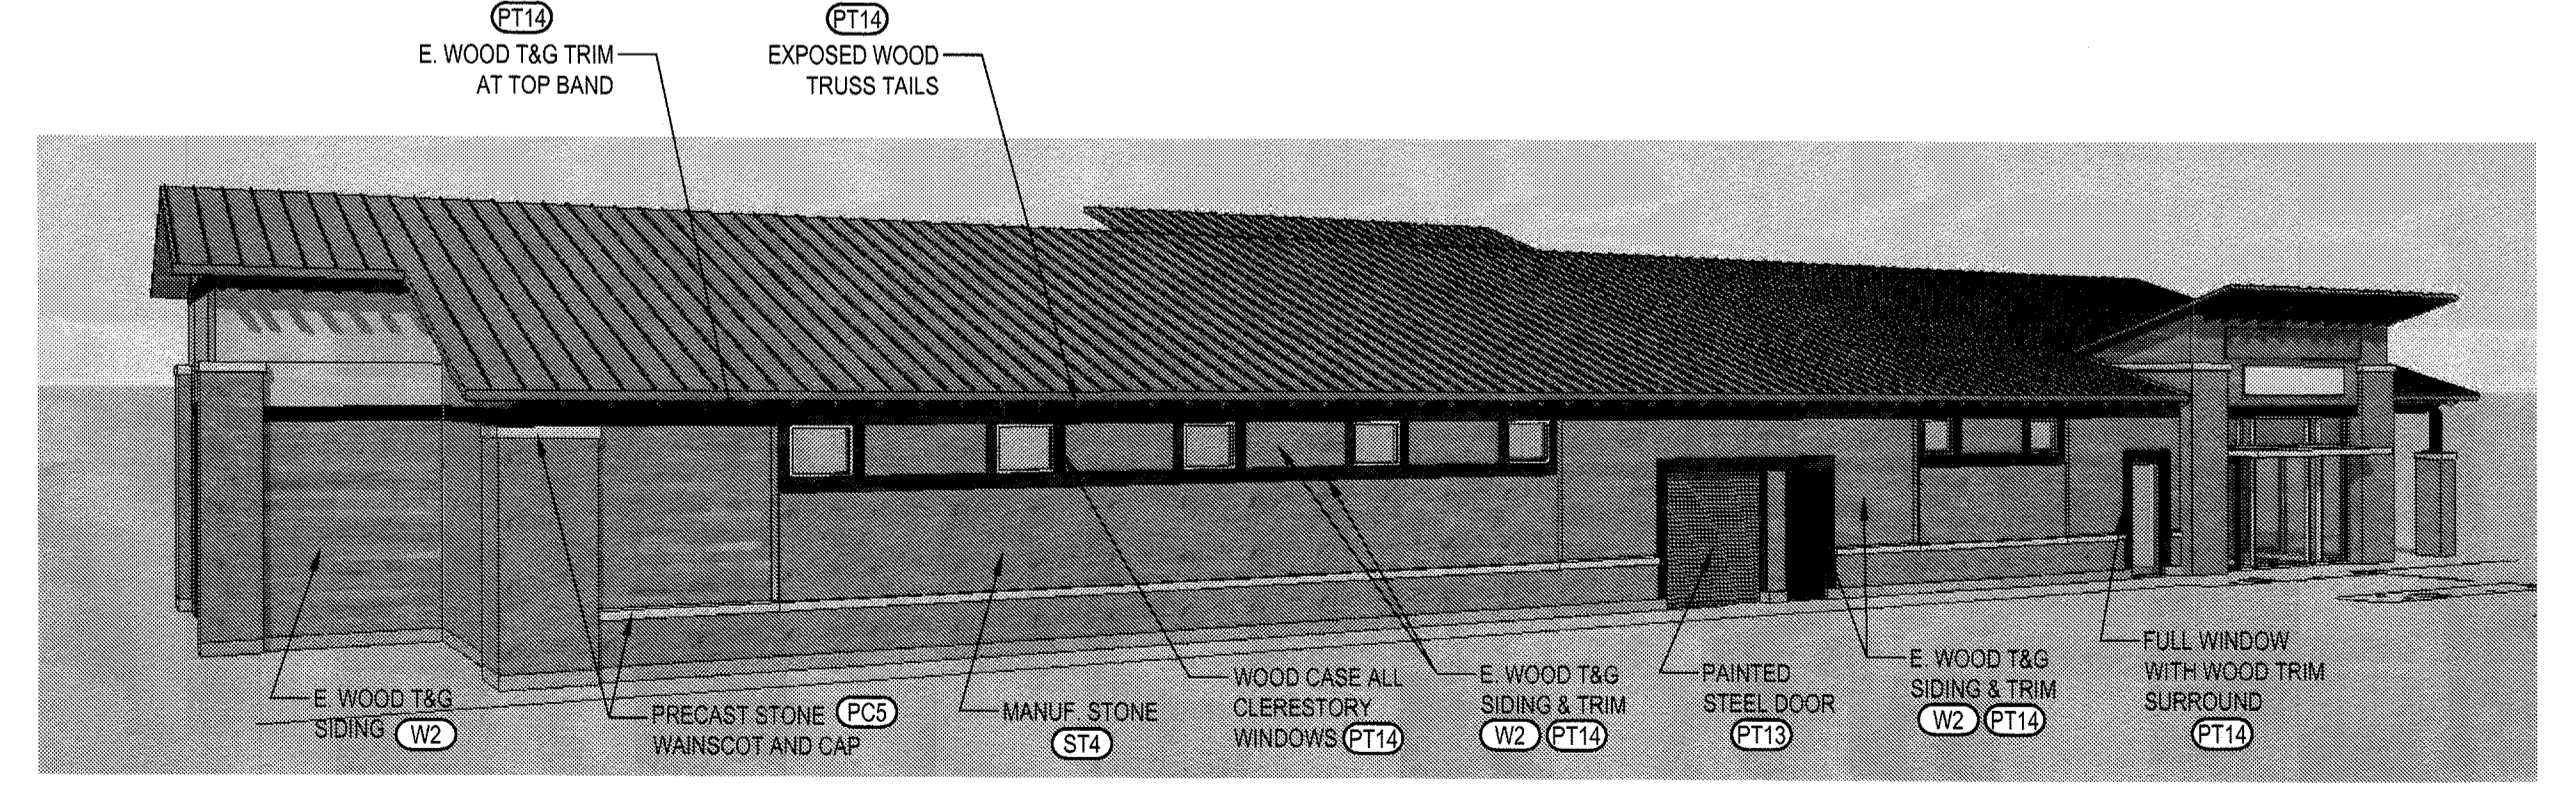 PT14
E. WOOD T&G TRIM
AT TOP BAND
PT14
EXPOSED WOOD
TRUSS TAILS
E. WOOD T&G
SIDING W2
PRECAST STONE PC5
WAINSCOT AND CAP
MANUF. STONE
ST4
WOOD CASE ALL
CLERESTORY
WINDOWS PT14
E. WOOD T&G
SIDING & TRIM
W2 PT14
PAINTED
STEEL DOOR
PT13
E. WOOD T&G
SIDING & TRIM
W2 PT14
FULL WINDOW
WITH WOOD TRIM
SURROUND
PT14